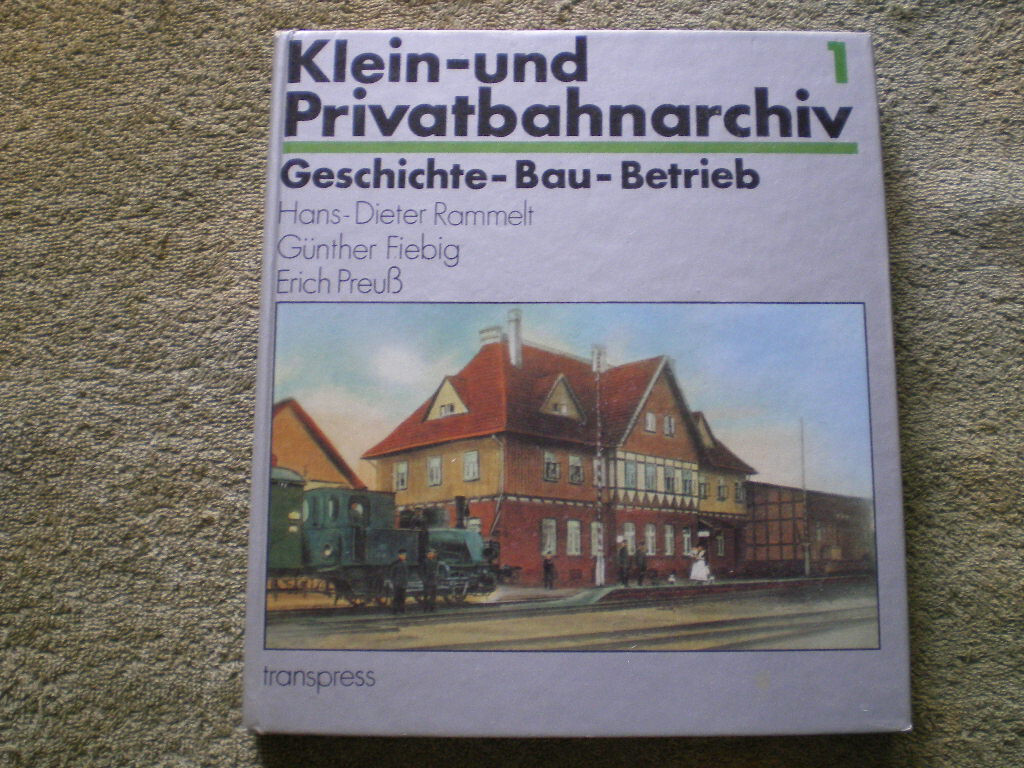 Klein-und 1
Privatbahnarchiv
Geschichte-Bau-Betrieb
Hans-Dieter Rammelt
Günther Fiebig
Erich Preuß
transpress